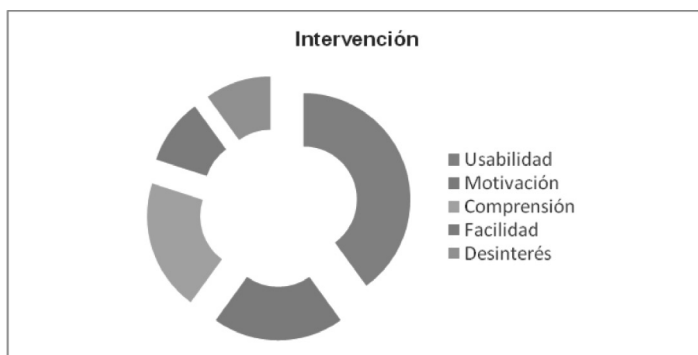 Intervención
Usabilidad
Motivación
Comprensión
Facilidad
Desinterés